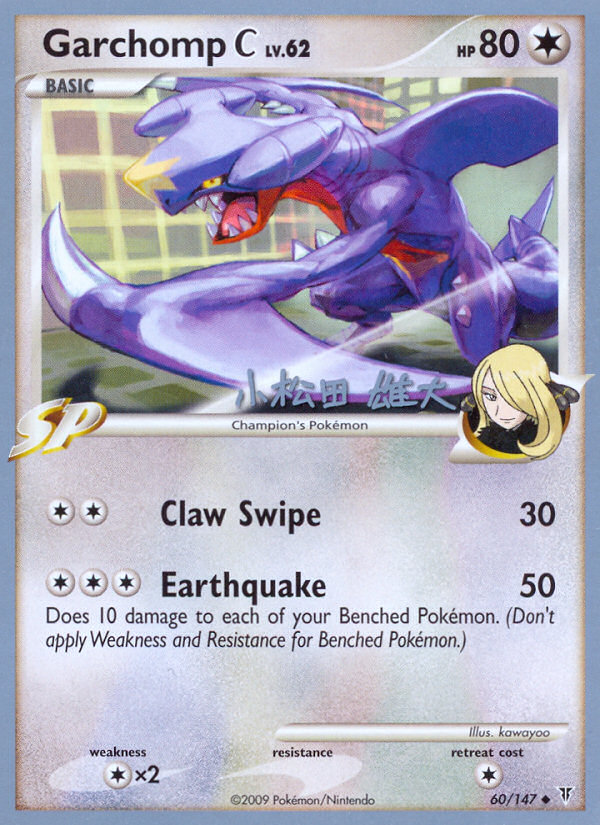 Garchomp C LV.62
HP 80
BASIC
小松田 雄大
SP
Champion's Pokémon
Claw Swipe 30
Earthquake 50
Does 10 damage to each of your Benched Pokémon. (Don't
apply Weakness and Resistance for Benched Pokémon.)
Illus. kawayoo
weakness resistance retreat cost
×2
©2009 Pokémon/Nintendo 60/147